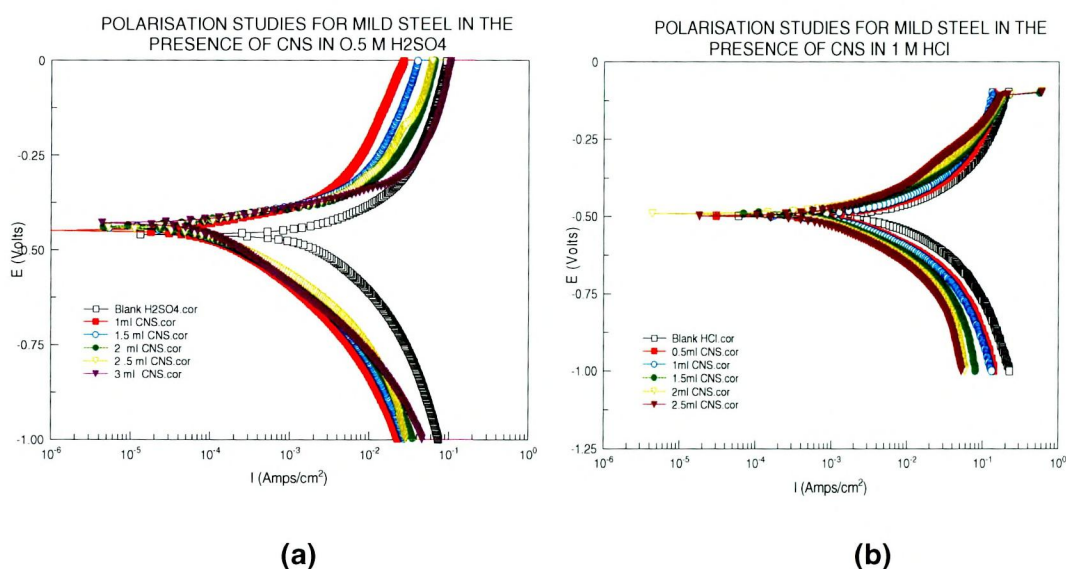 POLARISATION STUDIES FOR MILD STEEL IN THE
PRESENCE OF CNS IN O.5 M H2SO4
0
-0.25
-0.50
-0.75
-1.00
E (Volts)
Blank H2SO4.cor
1ml CNS.cor
1.5 ml CNS.cor
2 ml CNS.cor
2 .5 ml CNS.cor
3 ml CNS.cor
10-6 10-5 10-4 10-3 10-2 10-1 100
I (Amps/cm2)
(a)
POLARISATION STUDIES FOR MILD STEEL IN THE
PRESENCE OF CNS IN 1 M HCl
0
-0.25
-0.50
-0.75
-1.00
-1.25
E (Volts)
Blank HCl.cor
0.5ml CNS.cor
1ml CNS.cor
1.5ml CNS.cor
2ml CNS.cor
2.5ml CNS.cor
10-6 10-5 10-4 10-3 10-2 10-1 100
I (Amps/cm2)
(b)